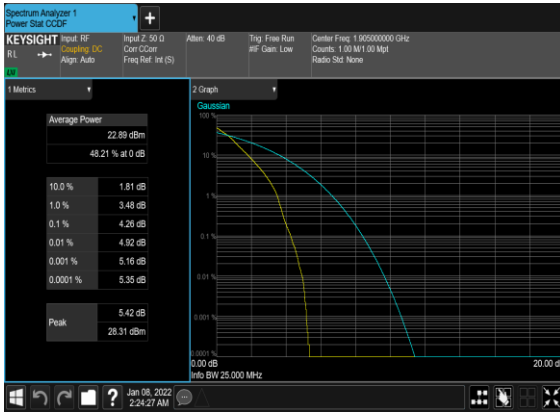 Spectrum Analyzer 1
Power Stat CCDF
KEYSIGHT
RL
LV
Input: RF
Coupling: DC
Align: Auto
Input Z: 50 Ω
Corr CCorr
Freq Ref: Int (S)
Atten: 40 dB
Trig: Free Run
#IF Gain: Low
Center Freq: 1.905000000 GHz
Counts: 1.00 M/1.00 Mpt
Radio Std: None
1 Metrics
Average Power
22.89 dBm
48.21 % at 0 dB
10.0 % 1.81 dB
1.0 % 3.48 dB
0.1 % 4.26 dB
0.01 % 4.92 dB
0.001 % 5.16 dB
0.0001 % 5.35 dB
Peak
5.42 dB
28.31 dBm
2 Graph
Gaussian
100 %
10 %
1 %
0.1 %
0.01 %
0.001 %
0.0001 %
0.00 dB
20.00 d
Info BW 25.000 MHz
?
Jan 08, 2022
2:24:27 AM